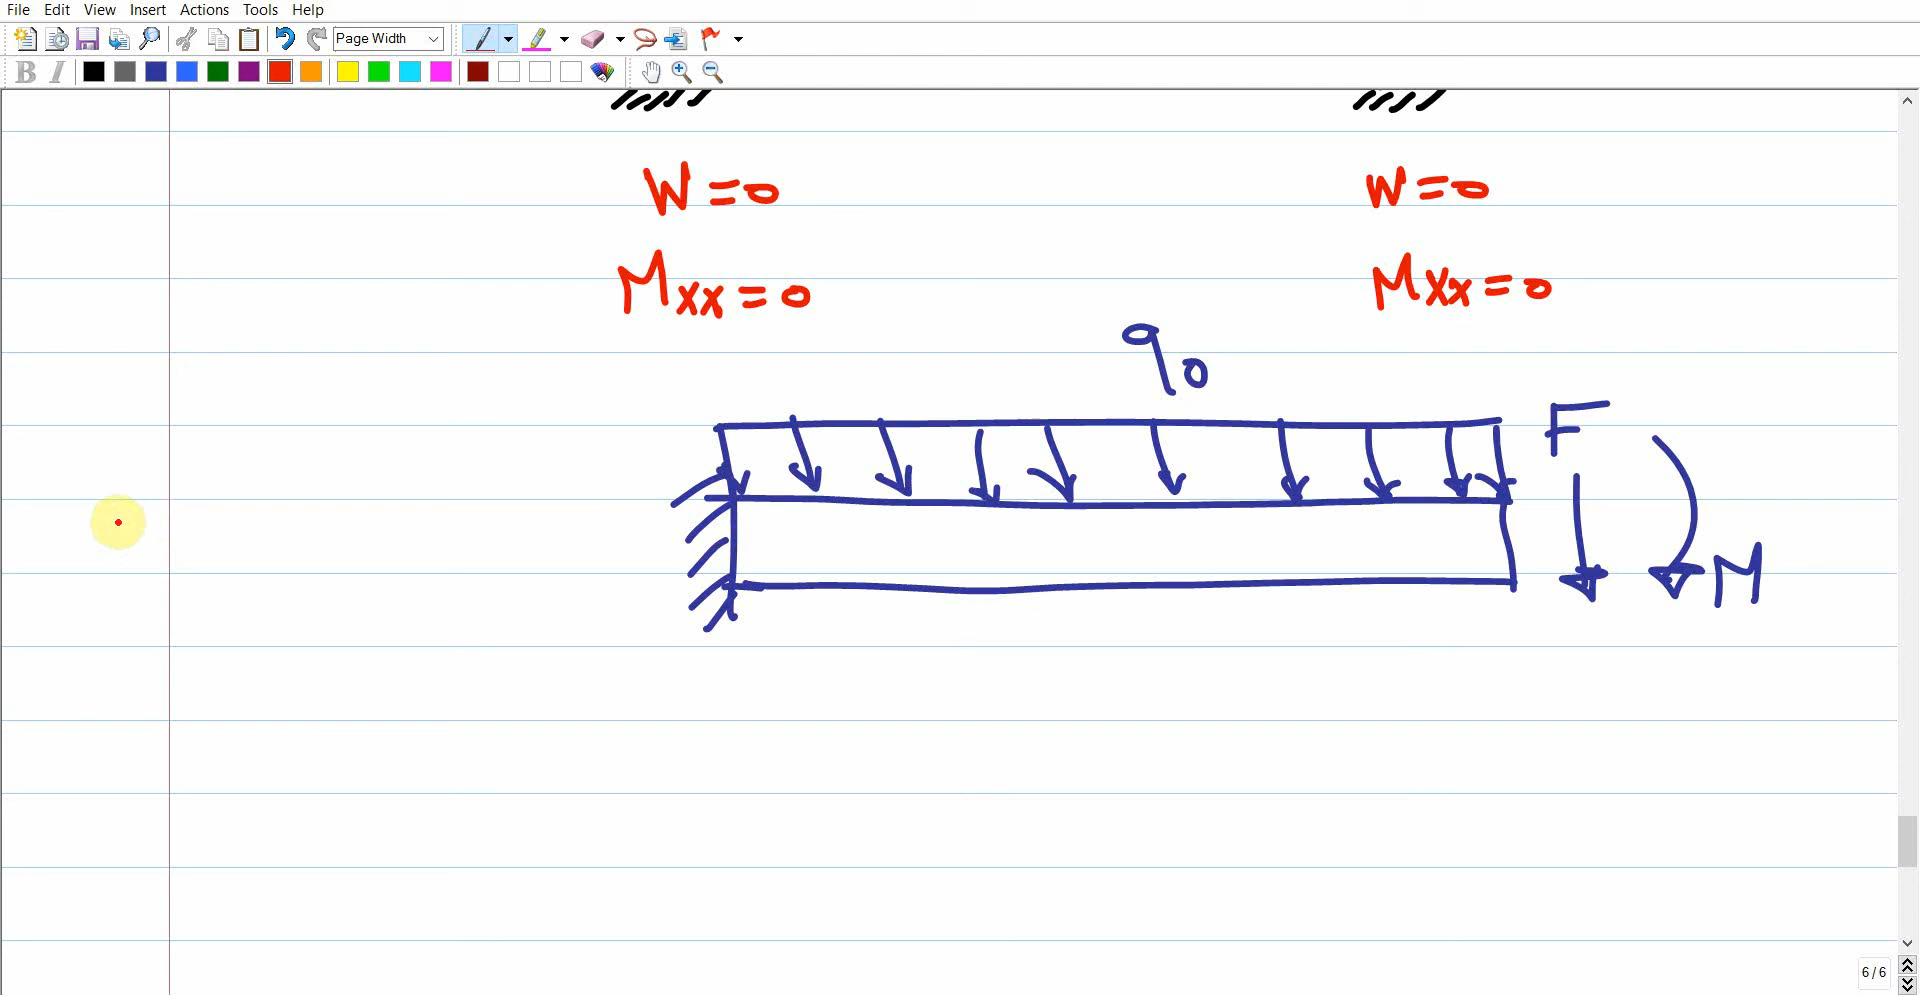 File Edit View Insert Actions Tools Help
Page Width
B I
W = 0 W = 0
Mxx = 0 Mxx = 0
q0
F
M
6 / 6